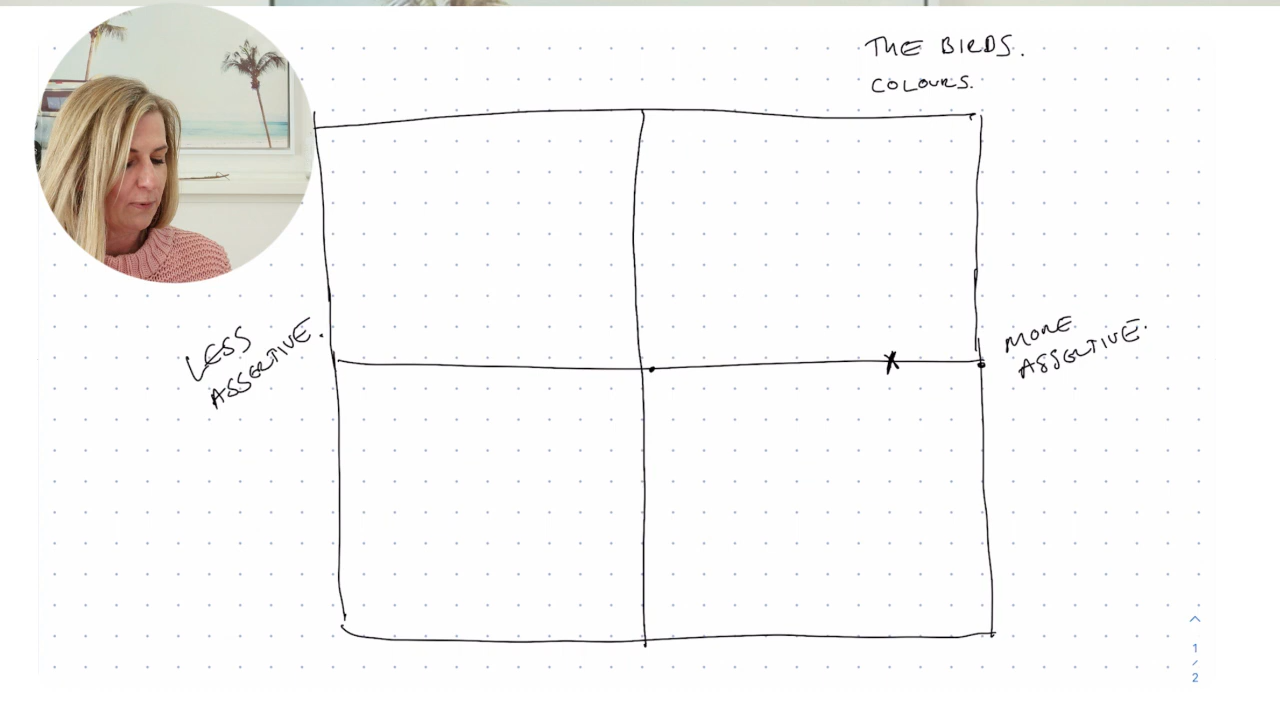 THE BIRDS.
COLOURS.
LESS
ASSERTIVE.
MORE
ASSERTIVE.
1
/
2